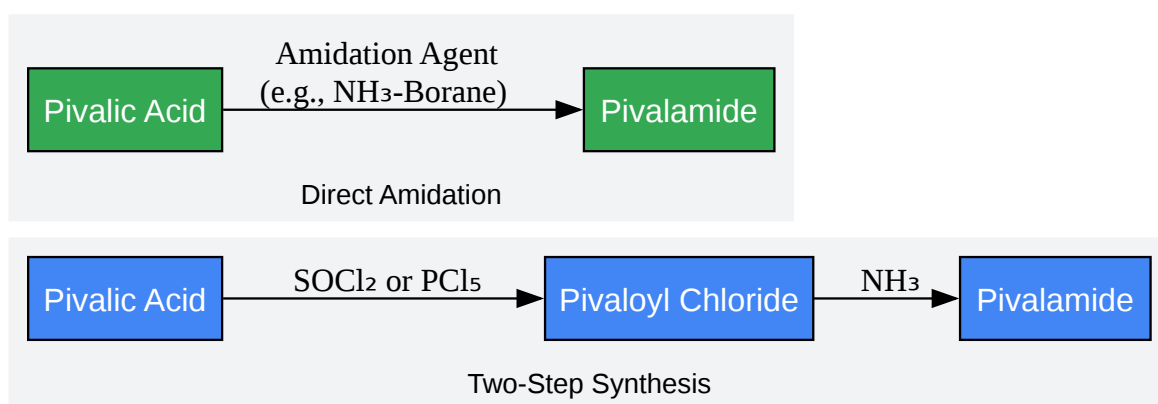 Amidation Agent
(e.g., NH₃-Borane)
Pivalic Acid
Pivalamide
Direct Amidation
Pivalic Acid
SOCl₂ or PCl₅
Pivaloyl Chloride
NH₃
Pivalamide
Two-Step Synthesis